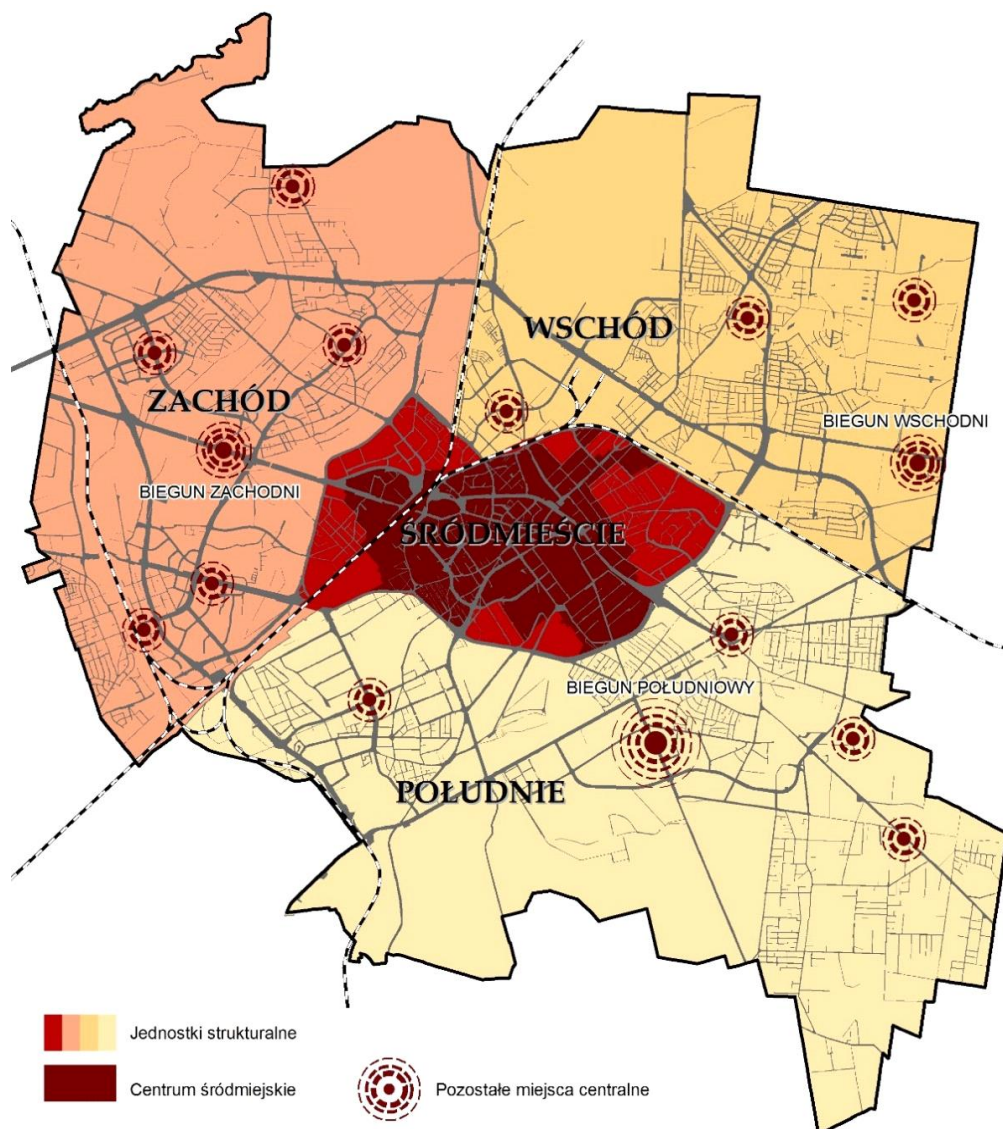 WSCHÓD
ZACHÓD
BIEGUN WSCHODNI
BIEGUN ZACHODNI
ŚRÓDMIEŚCIE
BIEGUN POŁUDNIOWY
POŁUDNIE
Jednostki strukturalne
Centrum śródmiejskie
Pozostałe miejsca centralne